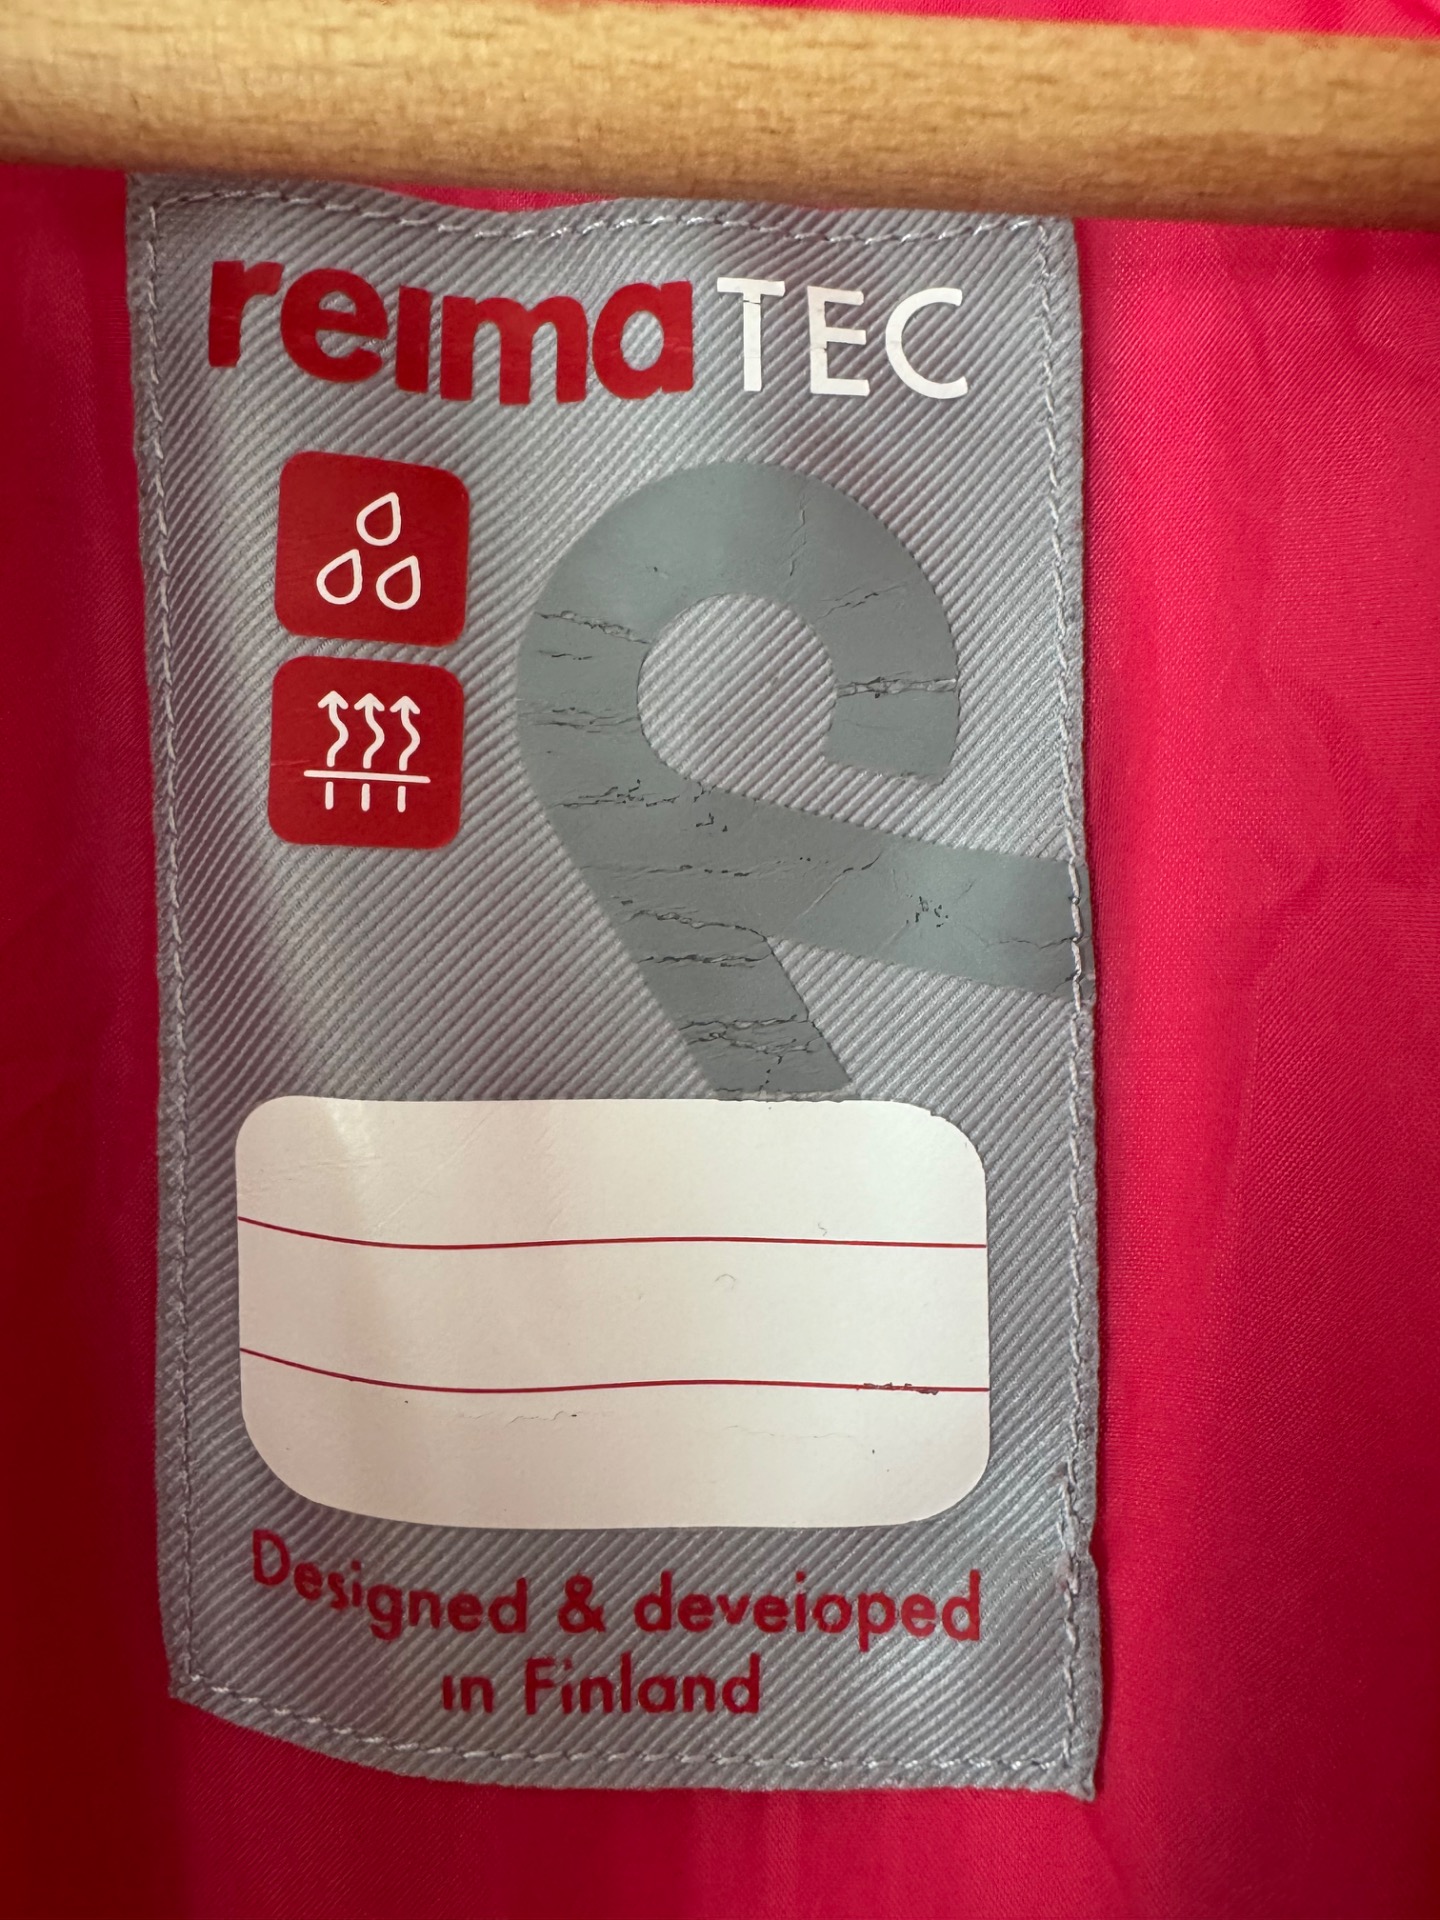 reimaTEC
Designed & developed
in Finland